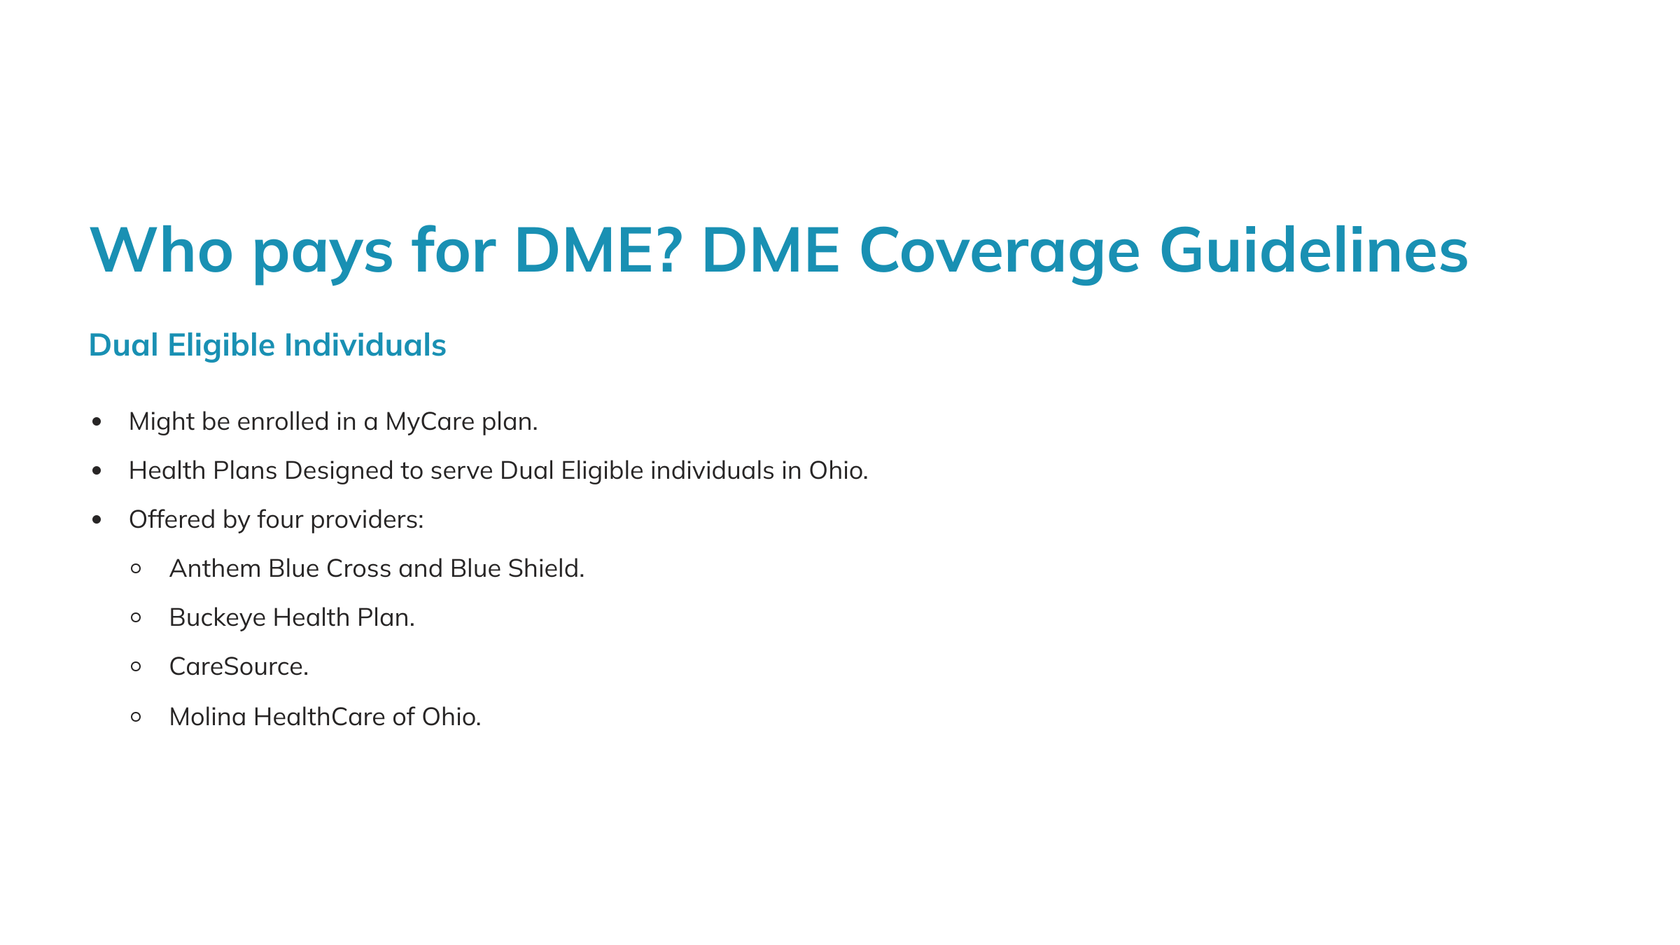 Who pays for DME? DME Coverage Guidelines
Dual Eligible Individuals
• Might be enrolled in a MyCare plan.
• Health Plans Designed to serve Dual Eligible individuals in Ohio.
• Offered by four providers:
○ Anthem Blue Cross and Blue Shield.
○ Buckeye Health Plan.
○ CareSource.
○ Molina HealthCare of Ohio.